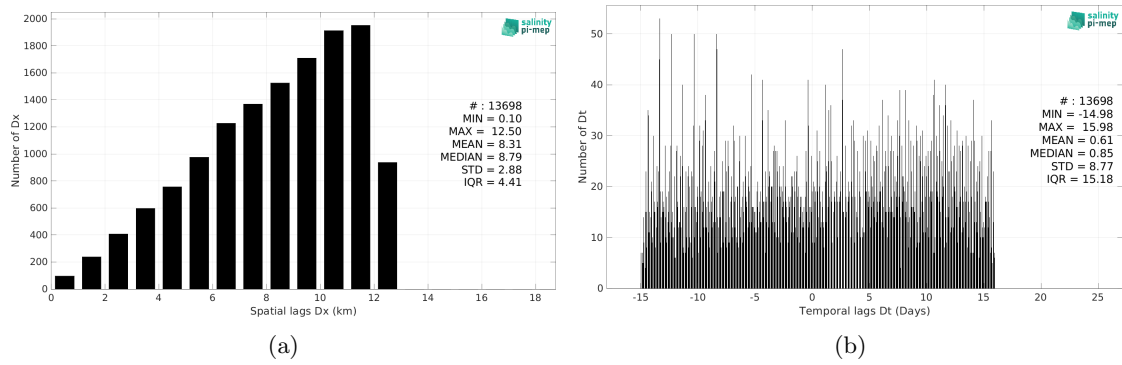 salinity
pi-mep
2000
1800
1600
1400
1200
1000
800
600
400
200
0
Number of Dx
# : 13698
MIN = 0.10
MAX = 12.50
MEAN = 8.31
MEDIAN = 8.79
STD = 2.88
IQR = 4.41
0 2 4 6 8 10 12 14 16 18
Spatial lags Dx (km)
(a)
salinity
pi-mep
50
40
30
20
10
0
Number of Dt
# : 13698
MIN = -14.98
MAX = 15.98
MEAN = 0.61
MEDIAN = 0.85
STD = 8.77
IQR = 15.18
-15 -10 -5 0 5 10 15 20 25
Temporal lags Dt (Days)
(b)